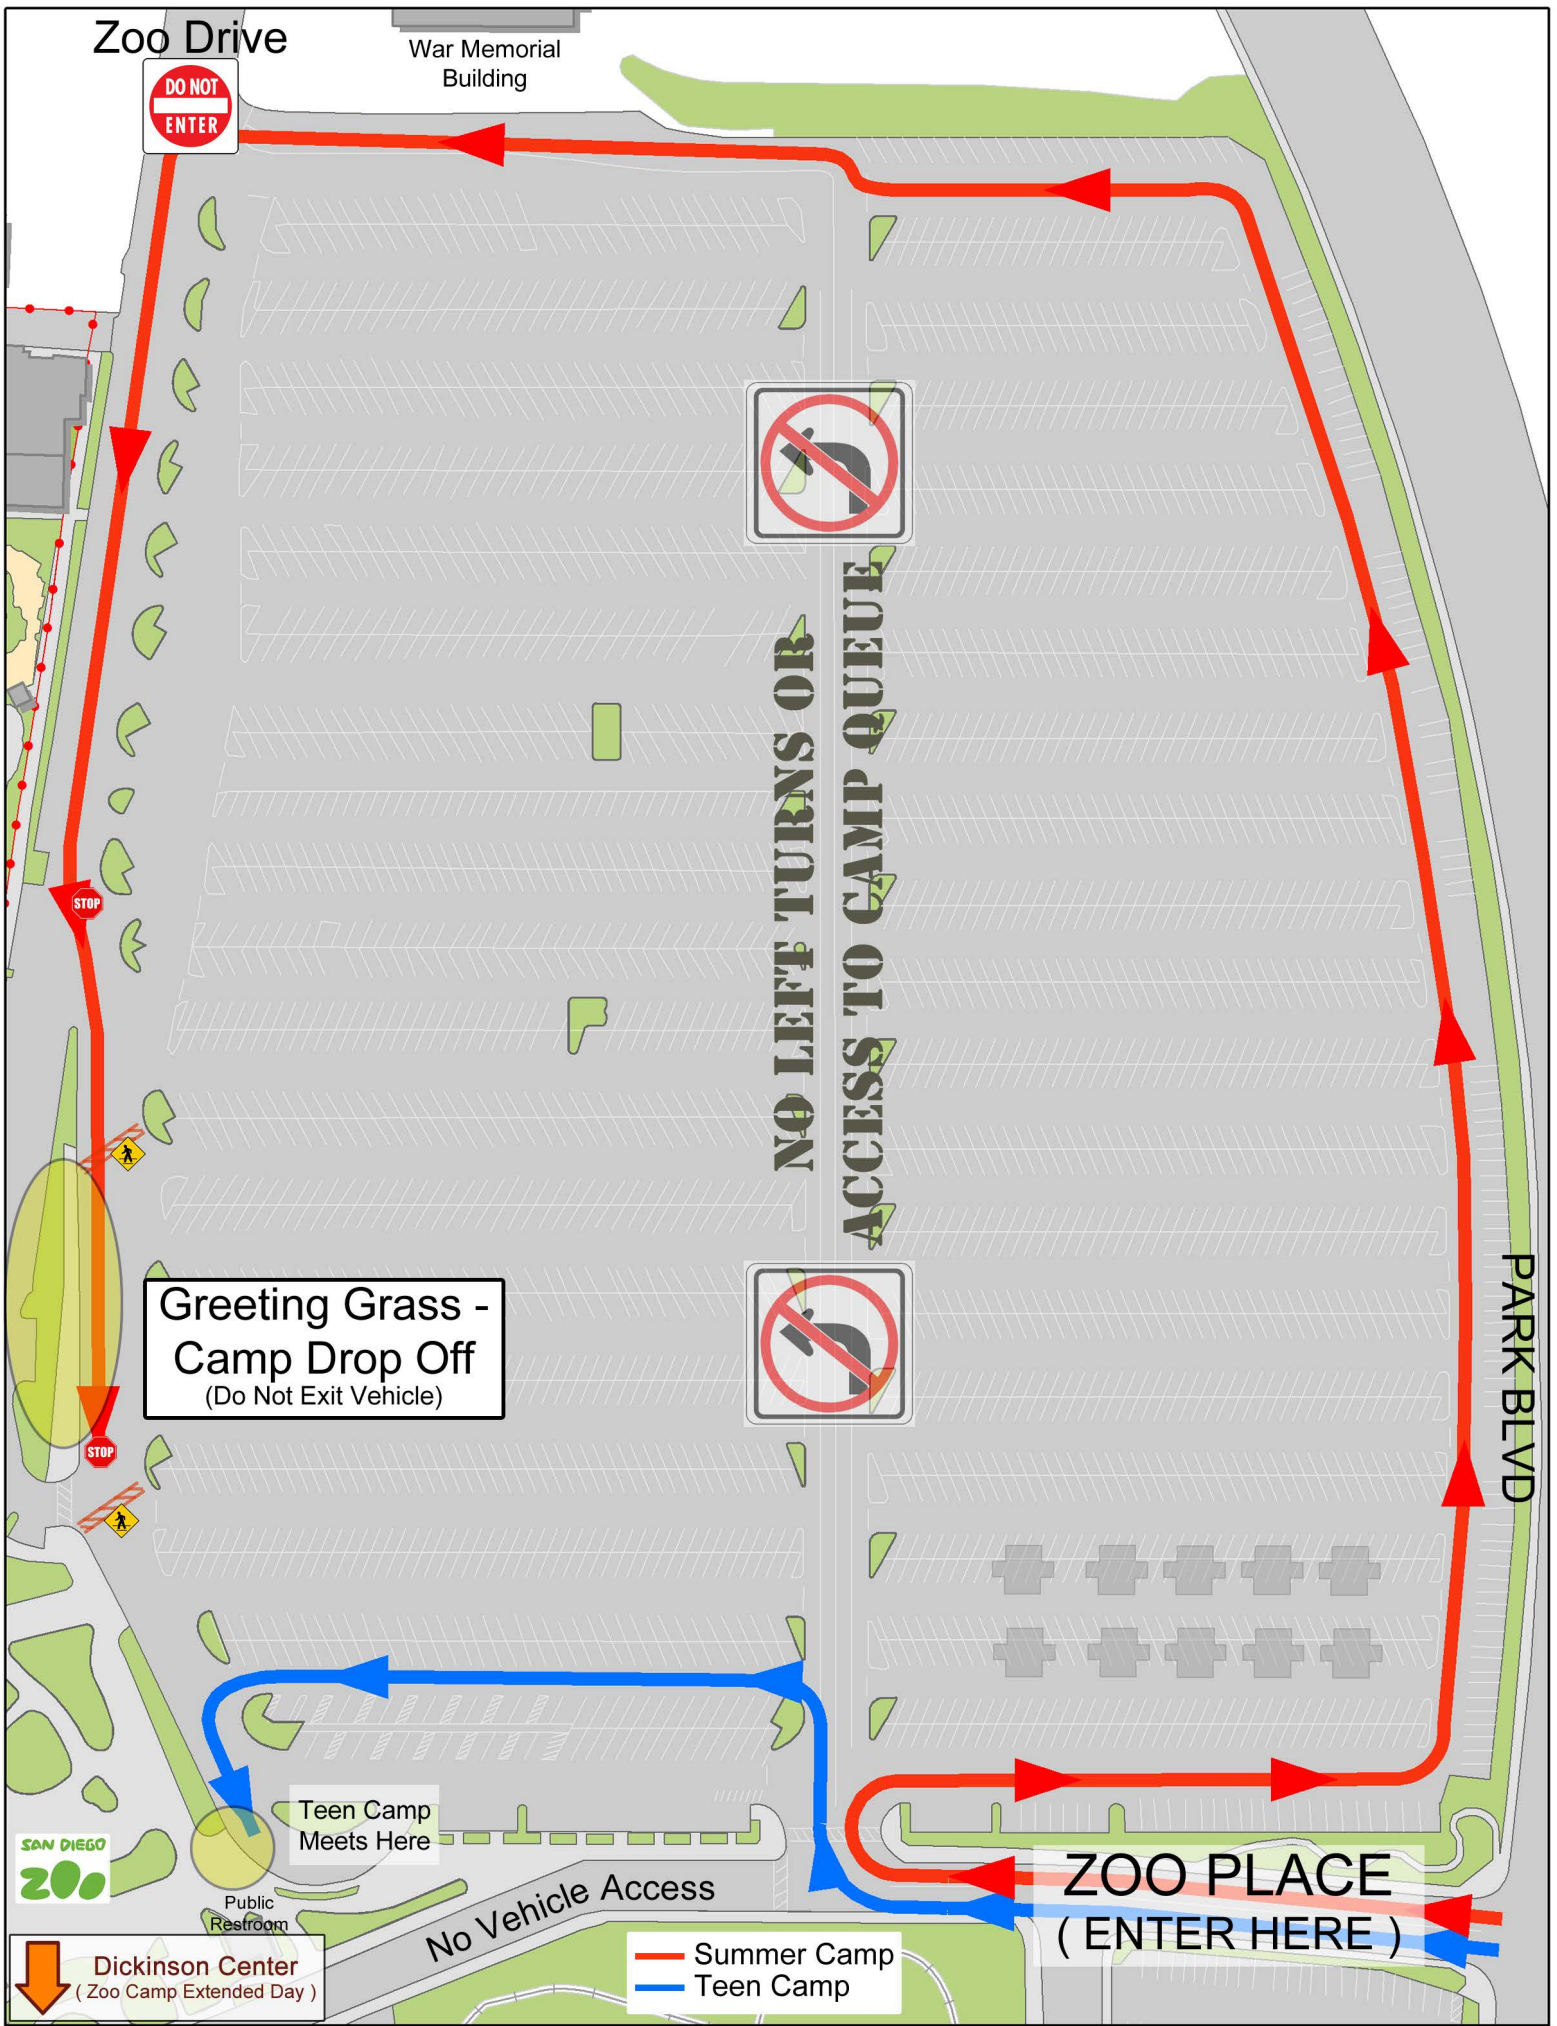 Zoo Drive
War Memorial
Building
DO NOT
ENTER
NO LEFT TURNS OR
ACCESS TO CAMP QUEUE
STOP
Greeting Grass -
Camp Drop Off
(Do Not Exit Vehicle)
STOP
PARK BLVD
Teen Camp
Meets Here
SAN DIEGO
ZOO
Public
Restroom
No Vehicle Access
ZOO PLACE
( ENTER HERE )
Summer Camp
Teen Camp
Dickinson Center
( Zoo Camp Extended Day )